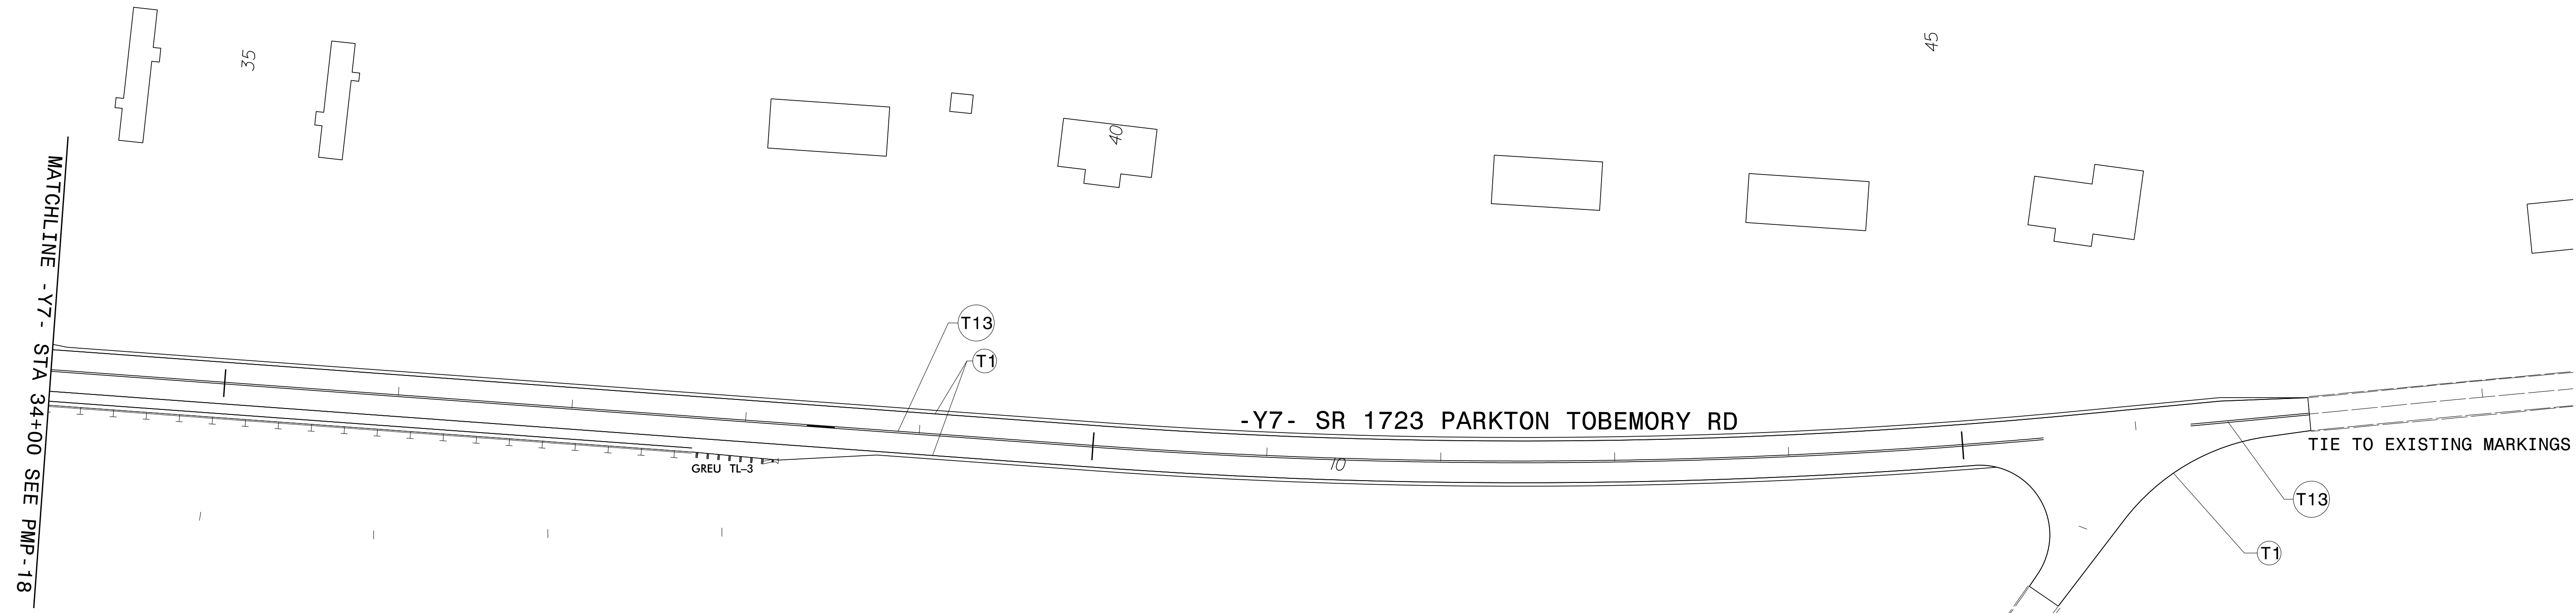 35
45
40
MATCHLINE -Y7- STA 34+00 SEE PMP-18
T13
T1
-Y7- SR 1723 PARKTON TOBEMORY RD
10
GREU TL-3
TIE TO EXISTING MARKINGS
T13
T1